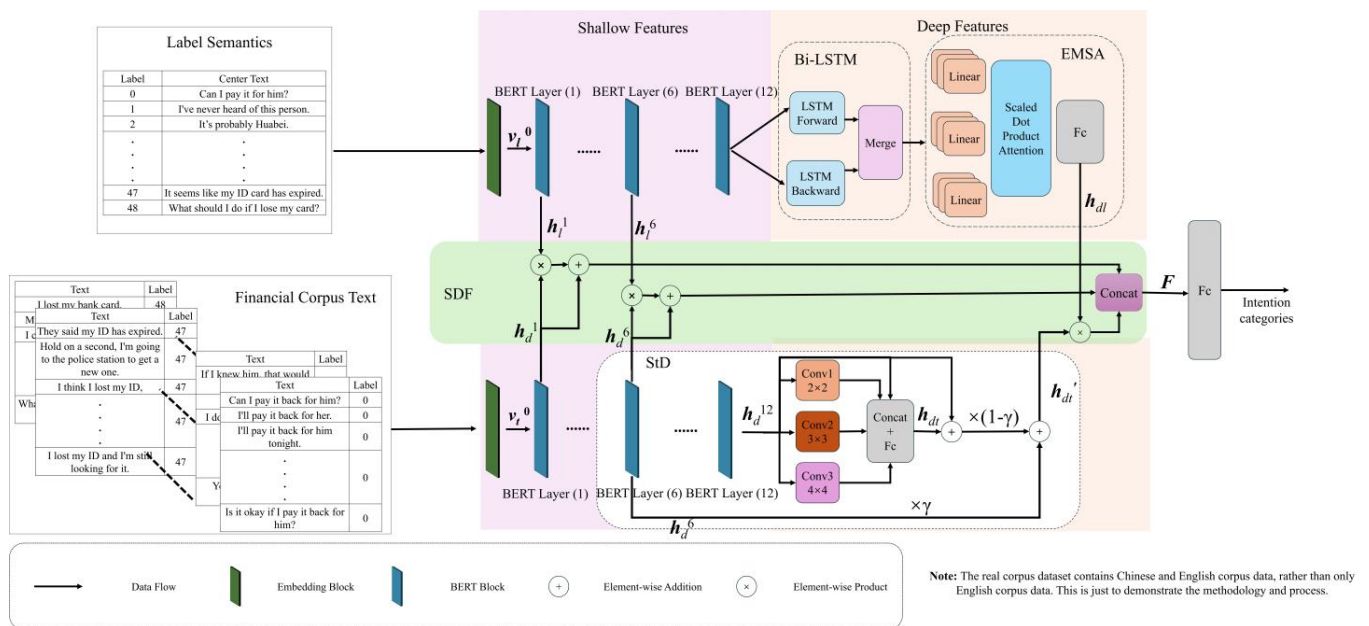 Label Semantics
Label Center Text
0 Can I pay it for him?
1 I've never heard of this person.
2 It's probably Huabei.
47 It seems like my ID card has expired.
48 What should I do if I lose my card?
Shallow Features
Deep Features
BERT Layer (1) BERT Layer (6) BERT Layer (12)
v_l^0
......
......
Bi-LSTM
LSTM
Forward
LSTM
Backward
Merge
EMSA
Linear
Linear
Linear
Scaled
Dot
Product
Attention
Fc
h_l^1
h_l^6
h_dl
SDF
× +
× +
×
Concat
F
Fc
Intention
categories
h_d^1
h_d^6
Financial Corpus Text
Text Label
I lost my bank card. 48
M
I c
Wha
Text Label
They said my ID has expired. 47
Hold on a second, I'm going
to the police station to get a
new one.
47
I think I lost my ID, 47
47
I lost my ID and I'm still
looking for it.
47
Text Label
If I knew him, that would
I do
Yo
Text Label
Can I pay it back for him? 0
I'll pay it back for her. 0
I'll pay it back for him
tonight.
0
0
Is it okay if I pay it back for
him?
0
v_t^0
......
......
BERT Layer (1) BERT Layer (6) BERT Layer (12)
StD
h_d^12
Conv1
2×2
Conv2
3×3
Conv3
4×4
Concat
+
Fc
h_dt
+
×(1-γ)
+
h_dt'
×γ
h_d^6
Data Flow
Embedding Block
BERT Block
+ Element-wise Addition
× Element-wise Product
Note: The real corpus dataset contains Chinese and English corpus data, rather than only
English corpus data. This is just to demonstrate the methodology and process.